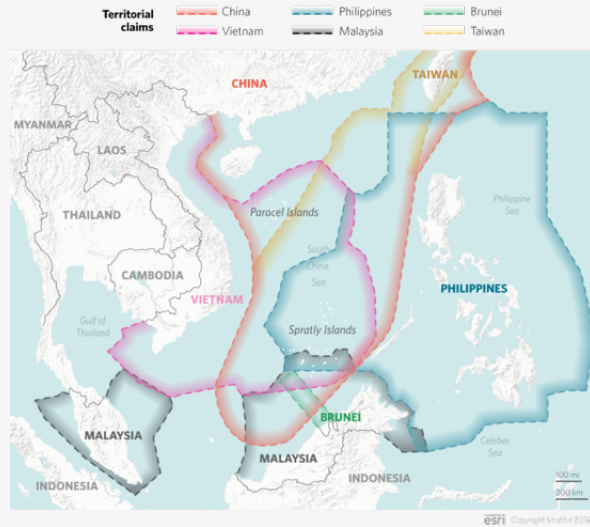 Territorial claims
China
Philippines
Brunei
Vietnam
Malaysia
Taiwan
CHINA
TAIWAN
MYANMAR
LAOS
Philippine Sea
Paracel Islands
THAILAND
South China Sea
CAMBODIA
PHILIPPINES
VIETNAM
Gulf of Thailand
Spratly Islands
BRUNEI
MALAYSIA
Celebes Sea
MALAYSIA
INDONESIA
INDONESIA
100 mi
200 km
esri
Copyright Stratfor